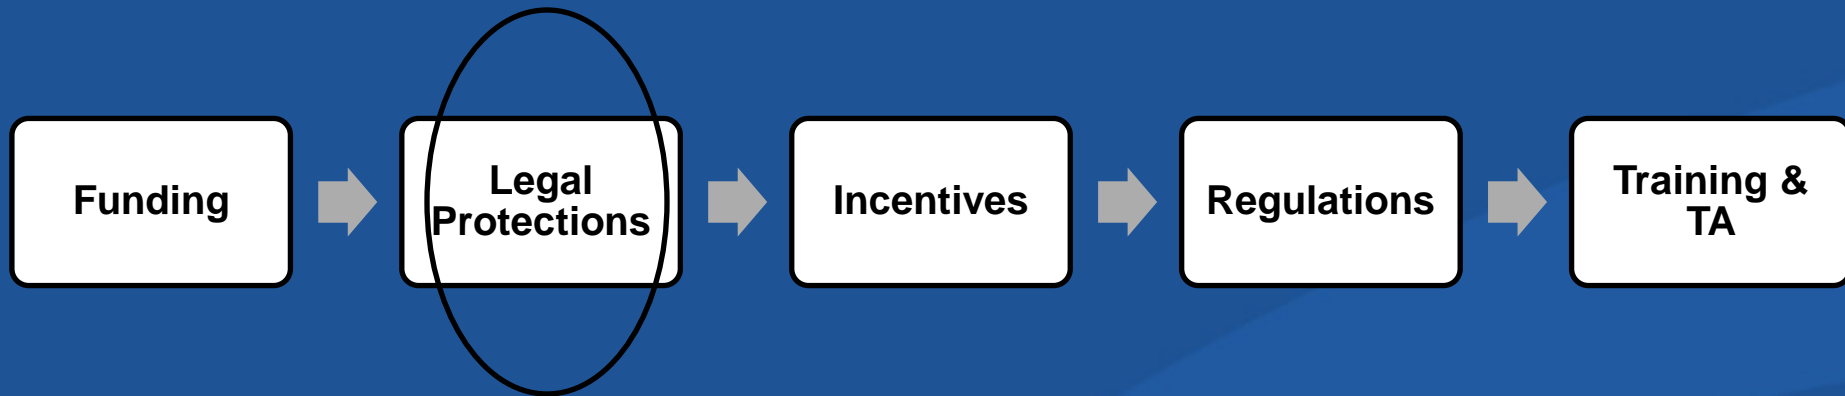 Funding
Legal
Protections
Incentives
Regulations
Training &
TA